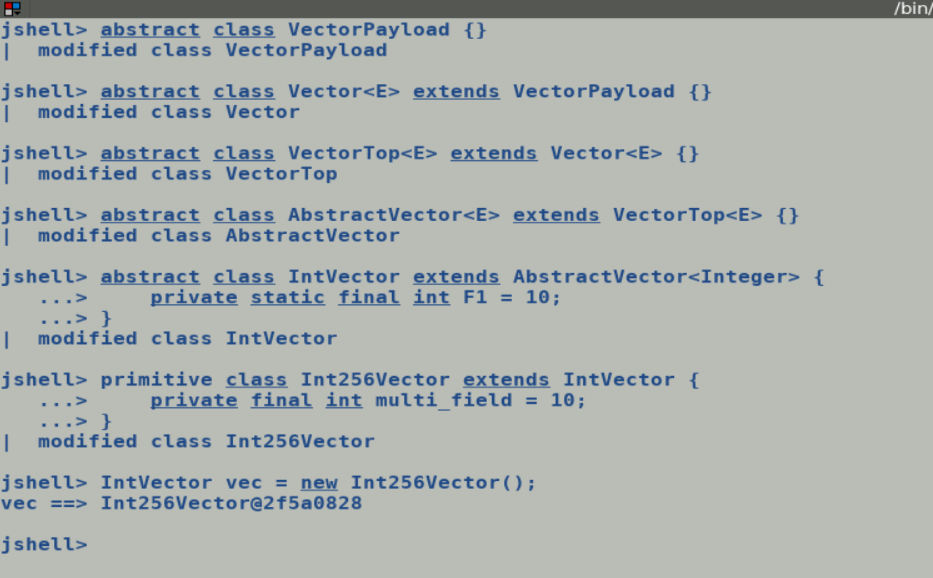 /bin/
jshell> abstract class VectorPayload {}
|  modified class VectorPayload
jshell> abstract class Vector<E> extends VectorPayload {}
|  modified class Vector
jshell> abstract class VectorTop<E> extends Vector<E> {}
|  modified class VectorTop
jshell> abstract class AbstractVector<E> extends VectorTop<E> {}
|  modified class AbstractVector
jshell> abstract class IntVector extends AbstractVector<Integer> {
   ...>     private static final int F1 = 10;
   ...> }
|  modified class IntVector
jshell> primitive class Int256Vector extends IntVector {
   ...>     private final int multi_field = 10;
   ...> }
|  modified class Int256Vector
jshell> IntVector vec = new Int256Vector();
vec ==> Int256Vector@2f5a0828
jshell>